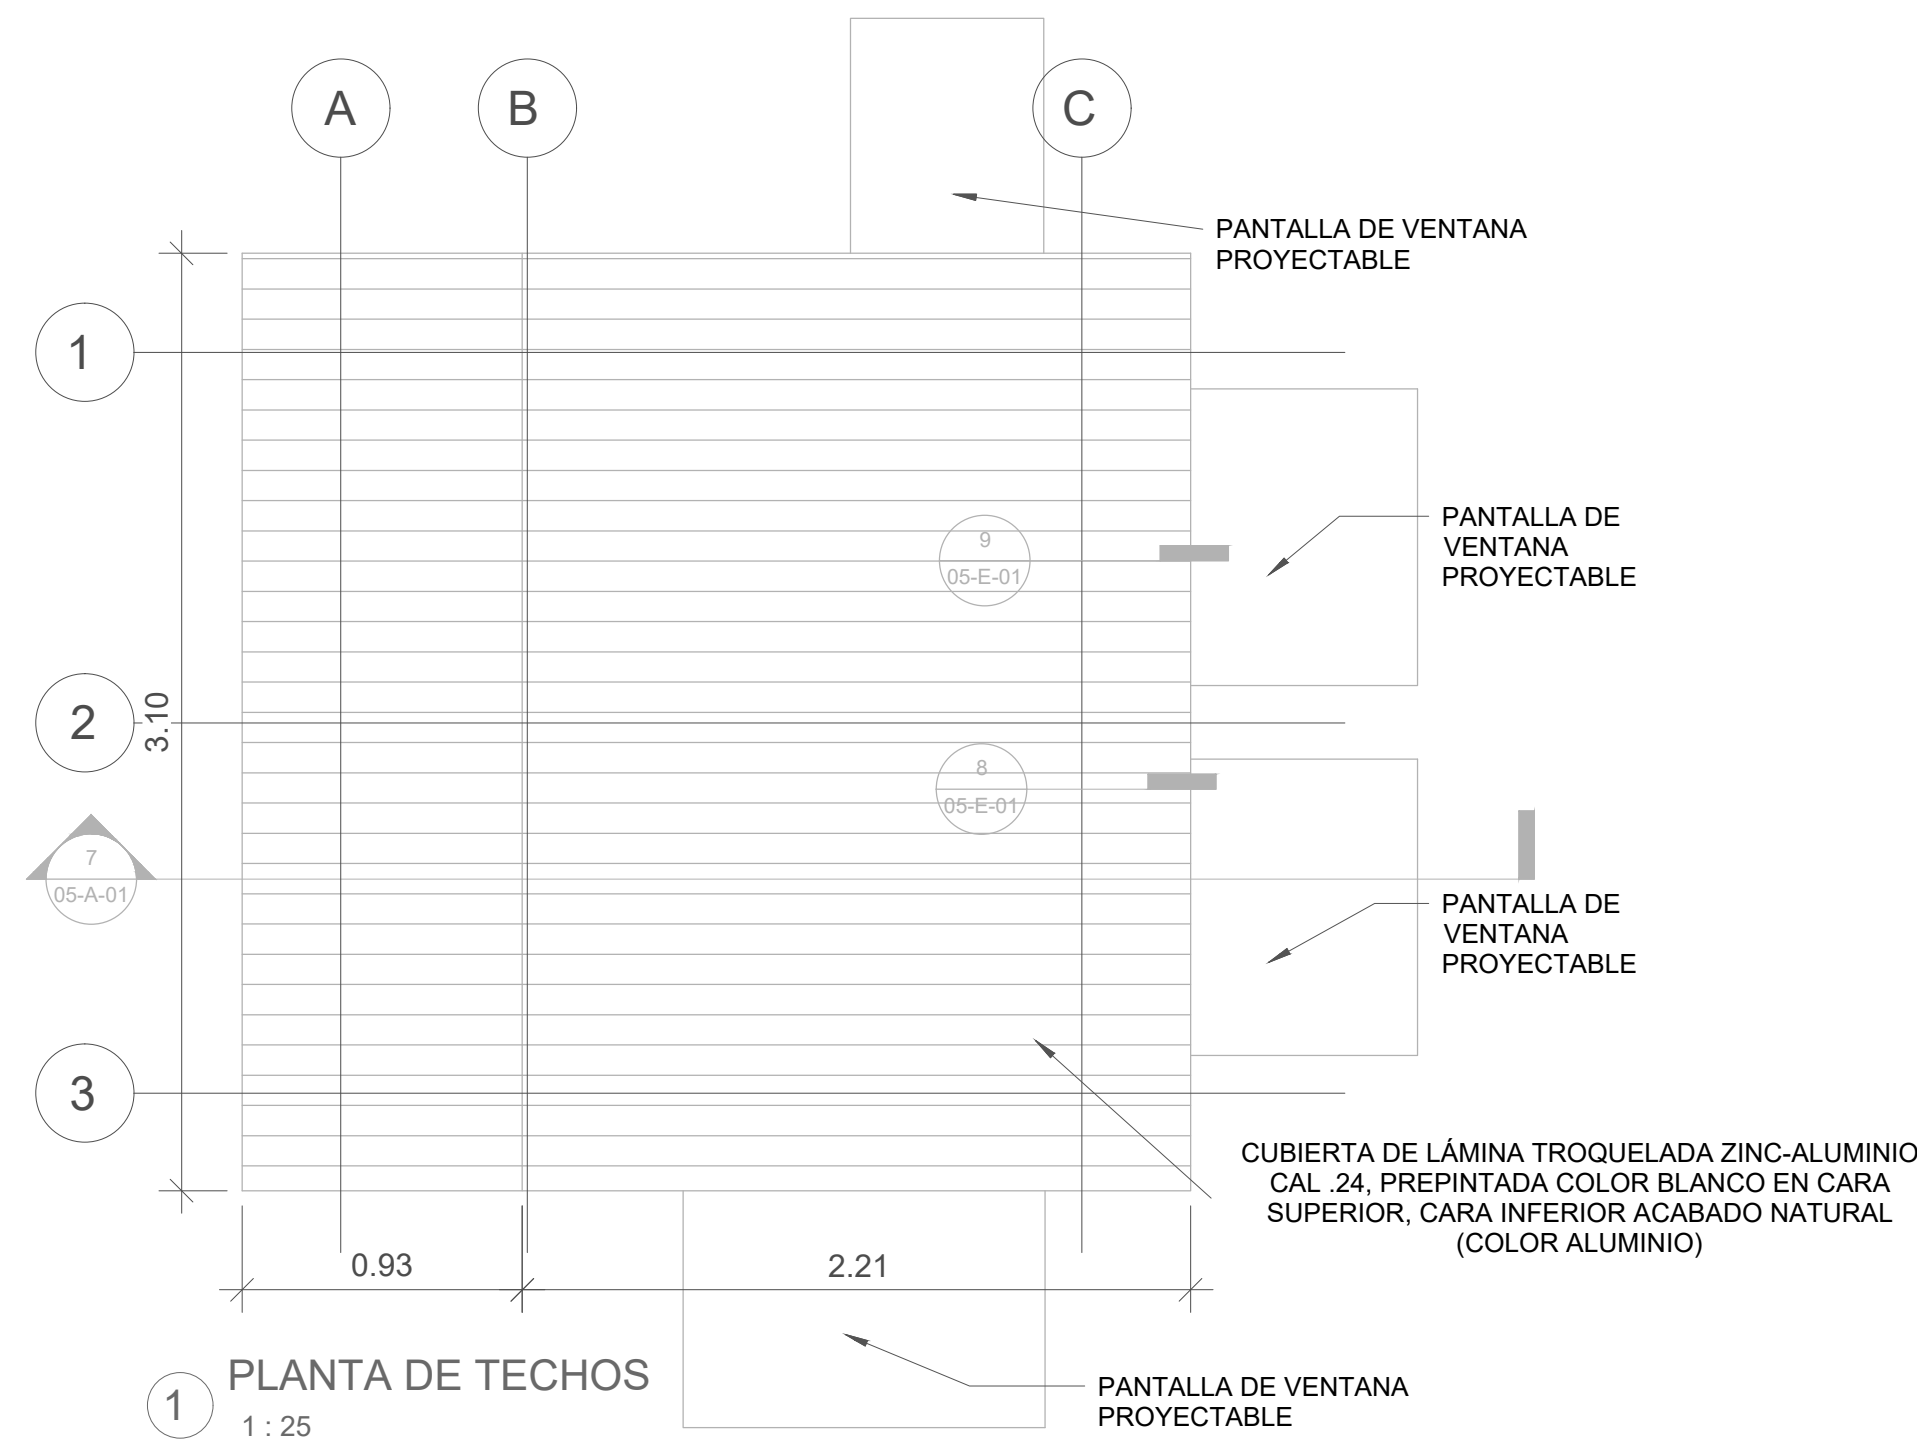 A
B
C
PANTALLA DE VENTANA
PROYECTABLE
1
9
05-E-01
PANTALLA DE
VENTANA
PROYECTABLE
2
3.10
8
05-E-01
7
05-A-01
PANTALLA DE
VENTANA
PROYECTABLE
3
CUBIERTA DE LÁMINA TROQUELADA ZINC-ALUMINIO
CAL .24, PREPINTADA COLOR BLANCO EN CARA
SUPERIOR, CARA INFERIOR ACABADO NATURAL
(COLOR ALUMINIO)
0.93
2.21
1
PLANTA DE TECHOS
1 : 25
PANTALLA DE VENTANA
PROYECTABLE